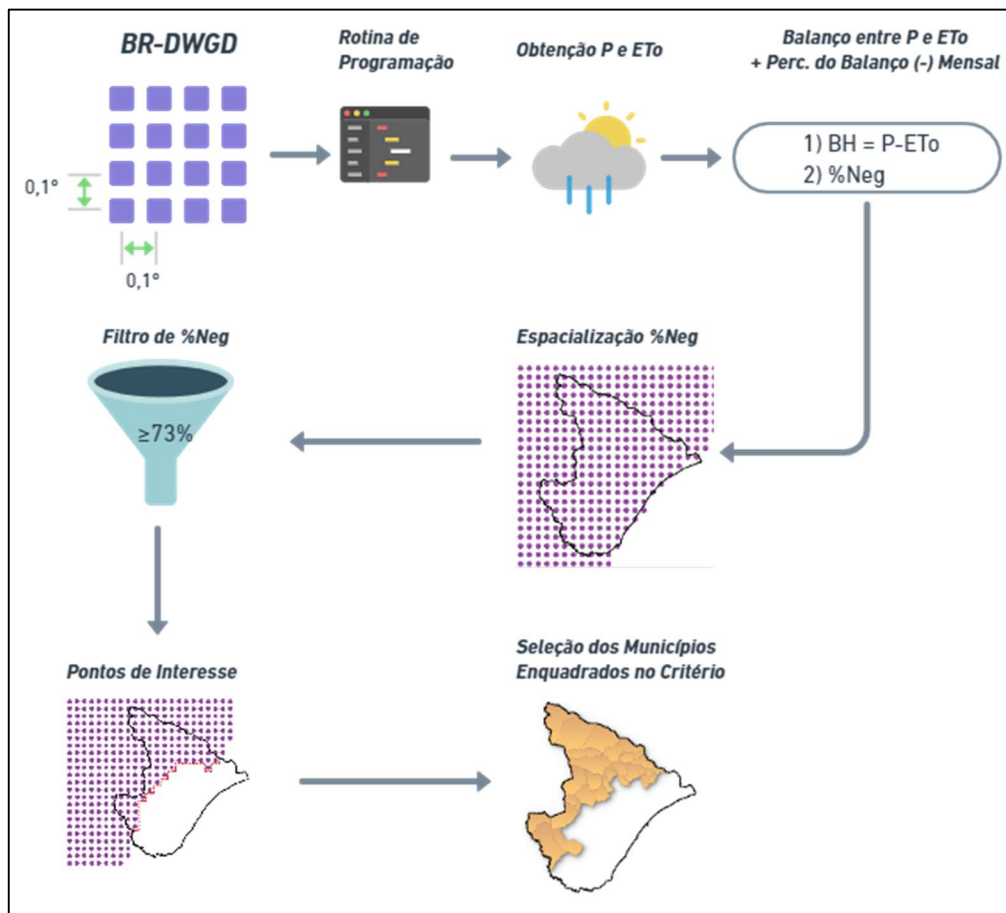 BR-DWGD
Rotina de
Programação
Obtenção P e ETo
Balanço entre P e ETo
+ Perc. do Balanço (-) Mensal
1) BH = P-ETo
2) %Neg
0,1°
0,1°
Filtro de %Neg
≥73%
Espacialização %Neg
Pontos de Interesse
Seleção dos Municípios
Enquadrados no Critério